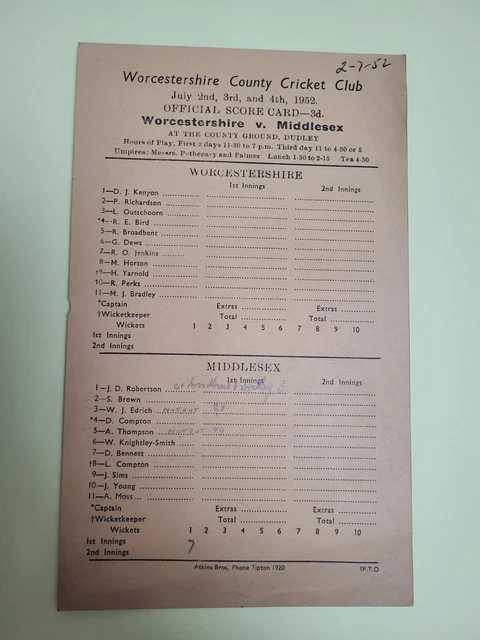 2-7-52
Worcestershire County Cricket Club
July 2nd, 3rd, and 4th, 1952.
OFFICIAL SCORE CARD—3d.
Worcestershire v. Middlesex
AT THE COUNTY GROUND, DUDLEY
Hours of Play, First 2 days 11-30 to 7 p.m. Third day 11 to 4-30 or 5
Umpires: Messrs. Pothecary and Palmer Lunch 1-30 to 2-15 Tea 4-30
WORCESTERSHIRE
1st Innings 2nd Innings
1—D. J. Kenyon
2—P. Richardson
3—L. Outschoorn
*4—R. E. Bird
5—R. Broadbent
6—G. Dews
7—R. O. Jenkins
8—M. Horton
†9—H. Yarnold
10—R. Perks
11—M. J. Bradley
*Captain Extras Extras
†Wicketkeeper Total Total
Wickets 1 2 3 4 5 6 7 8 9 10
1st Innings
2nd Innings
MIDDLESEX
1st Innings 2nd Innings
1—J. D. Robertson ct Broadbent b Bradley 3
2—S. Brown
3—W. J. Edrich NOT OUT
*4—D. Compton
5—A. Thompson NOT OUT
6—W. Knightley-Smith
7—D. Bennett
†8—L. Compton
9—J. Sims
10—J. Young
11—A. Moss
*Captain Extras Extras
†Wicketkeeper Total Total
Wickets 1 2 3 4 5 6 7 8 9 10
1st Innings 7
2nd Innings
Atkins Bros, Phone Tipton 1920 [P.T.O